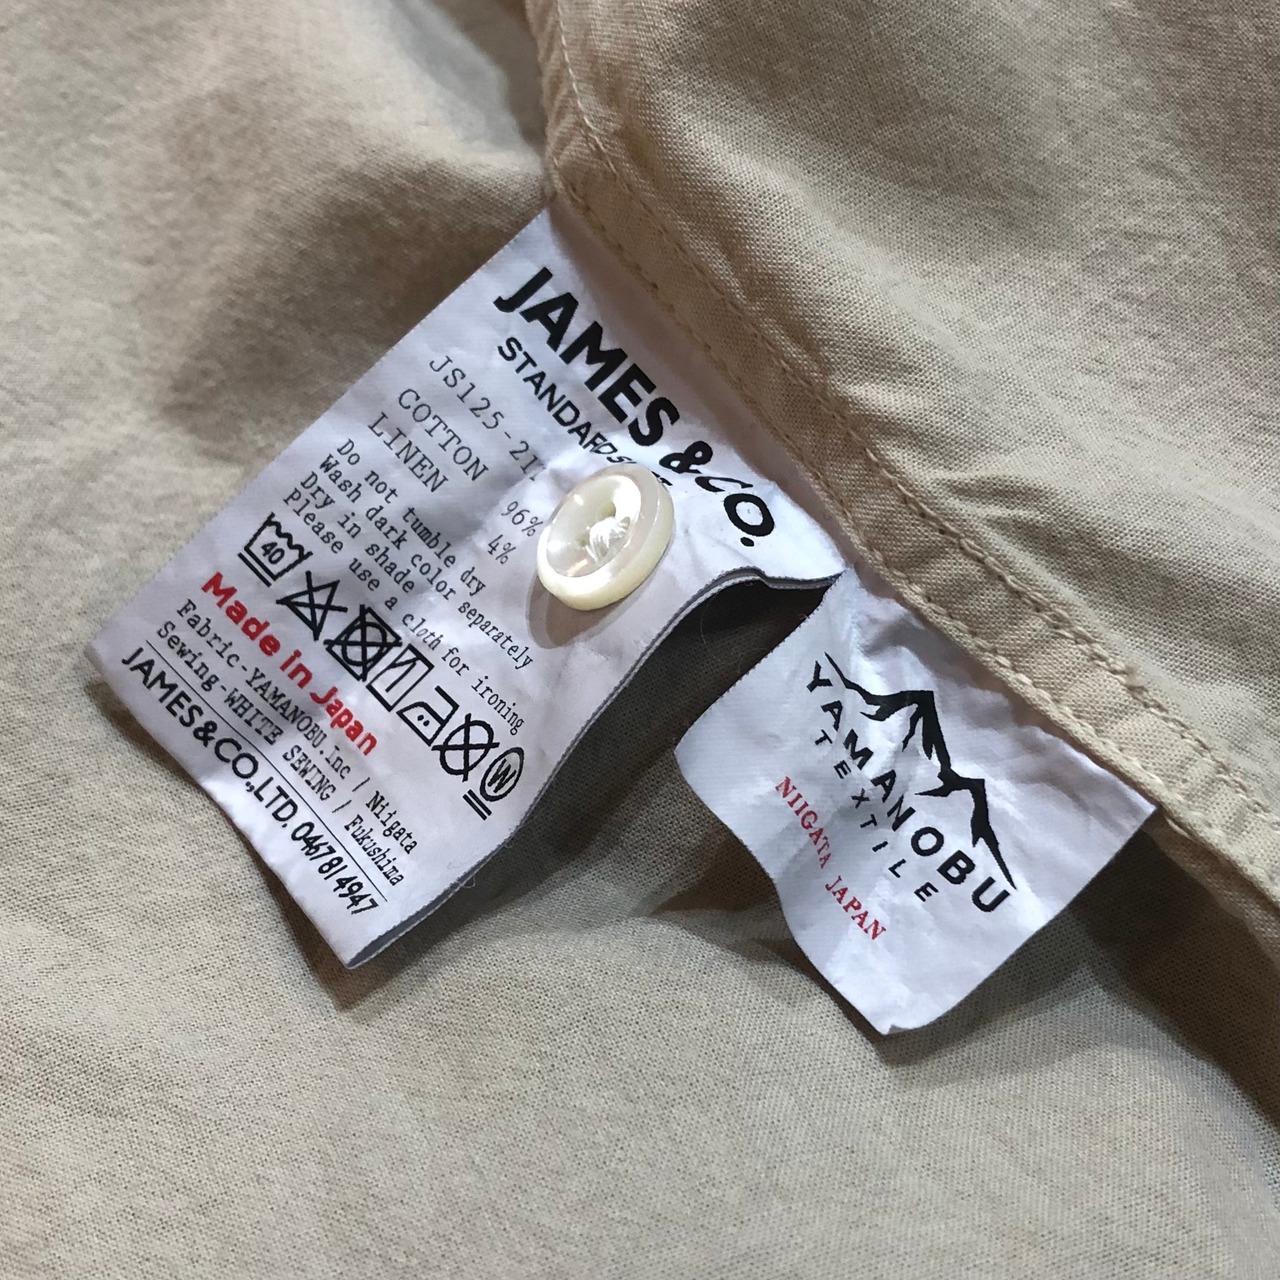 JAMES & CO.
JS125-
COTTON 96%
LINEN 4%
Do not tumble dry
Wash dark color separately
Dry in shade
Please use a cloth for ironing
40
W
Made in Japan
Fabric-YAMANOBU.inc / Niigata
Sewing-WHITE SEWING / Fukushima
JAMES&CO.,LTD. 0467 81 4947
YAMANOBU
TEXTILE
NIIGATA JAPAN